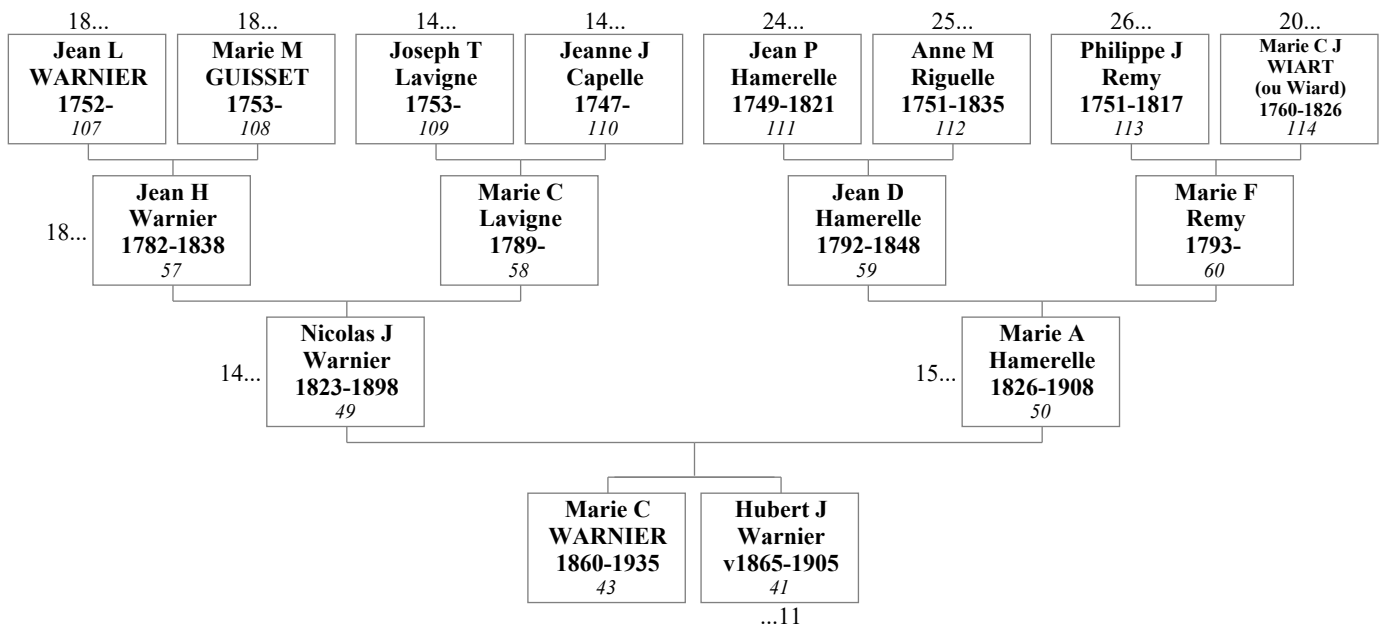 18...
18...
14...
14...
24...
25...
26...
20...
Jean L
WARNIER
1752-
107
Marie M
GUISSET
1753-
108
Joseph T
Lavigne
1753-
109
Jeanne J
Capelle
1747-
110
Jean P
Hamerelle
1749-1821
111
Anne M
Riguelle
1751-1835
112
Philippe J
Remy
1751-1817
113
Marie C J
WIART
(ou Wiard)
1760-1826
114
18...
Jean H
Warnier
1782-1838
57
Marie C
Lavigne
1789-
58
Jean D
Hamerelle
1792-1848
59
Marie F
Remy
1793-
60
14...
Nicolas J
Warnier
1823-1898
49
15...
Marie A
Hamerelle
1826-1908
50
Marie C
WARNIER
1860-1935
43
Hubert J
Warnier
v1865-1905
41
...11